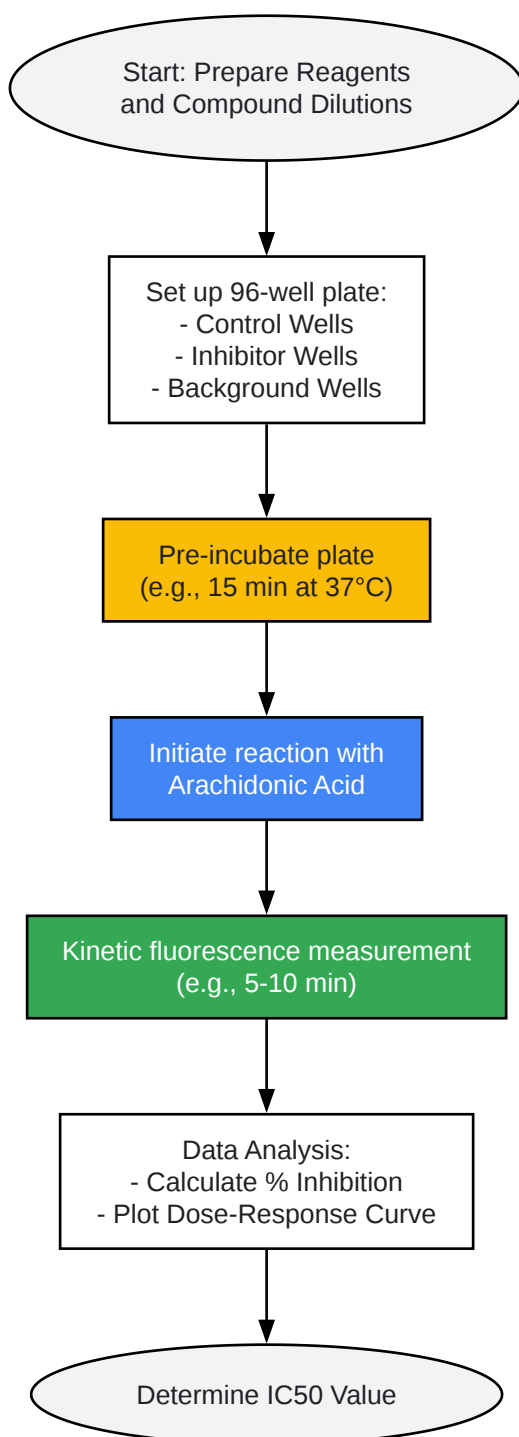 Start: Prepare Reagents
and Compound Dilutions
Set up 96-well plate:
- Control Wells
- Inhibitor Wells
- Background Wells
Pre-incubate plate
(e.g., 15 min at 37°C)
Initiate reaction with
Arachidonic Acid
Kinetic fluorescence measurement
(e.g., 5-10 min)
Data Analysis:
- Calculate % Inhibition
- Plot Dose-Response Curve
Determine IC50 Value